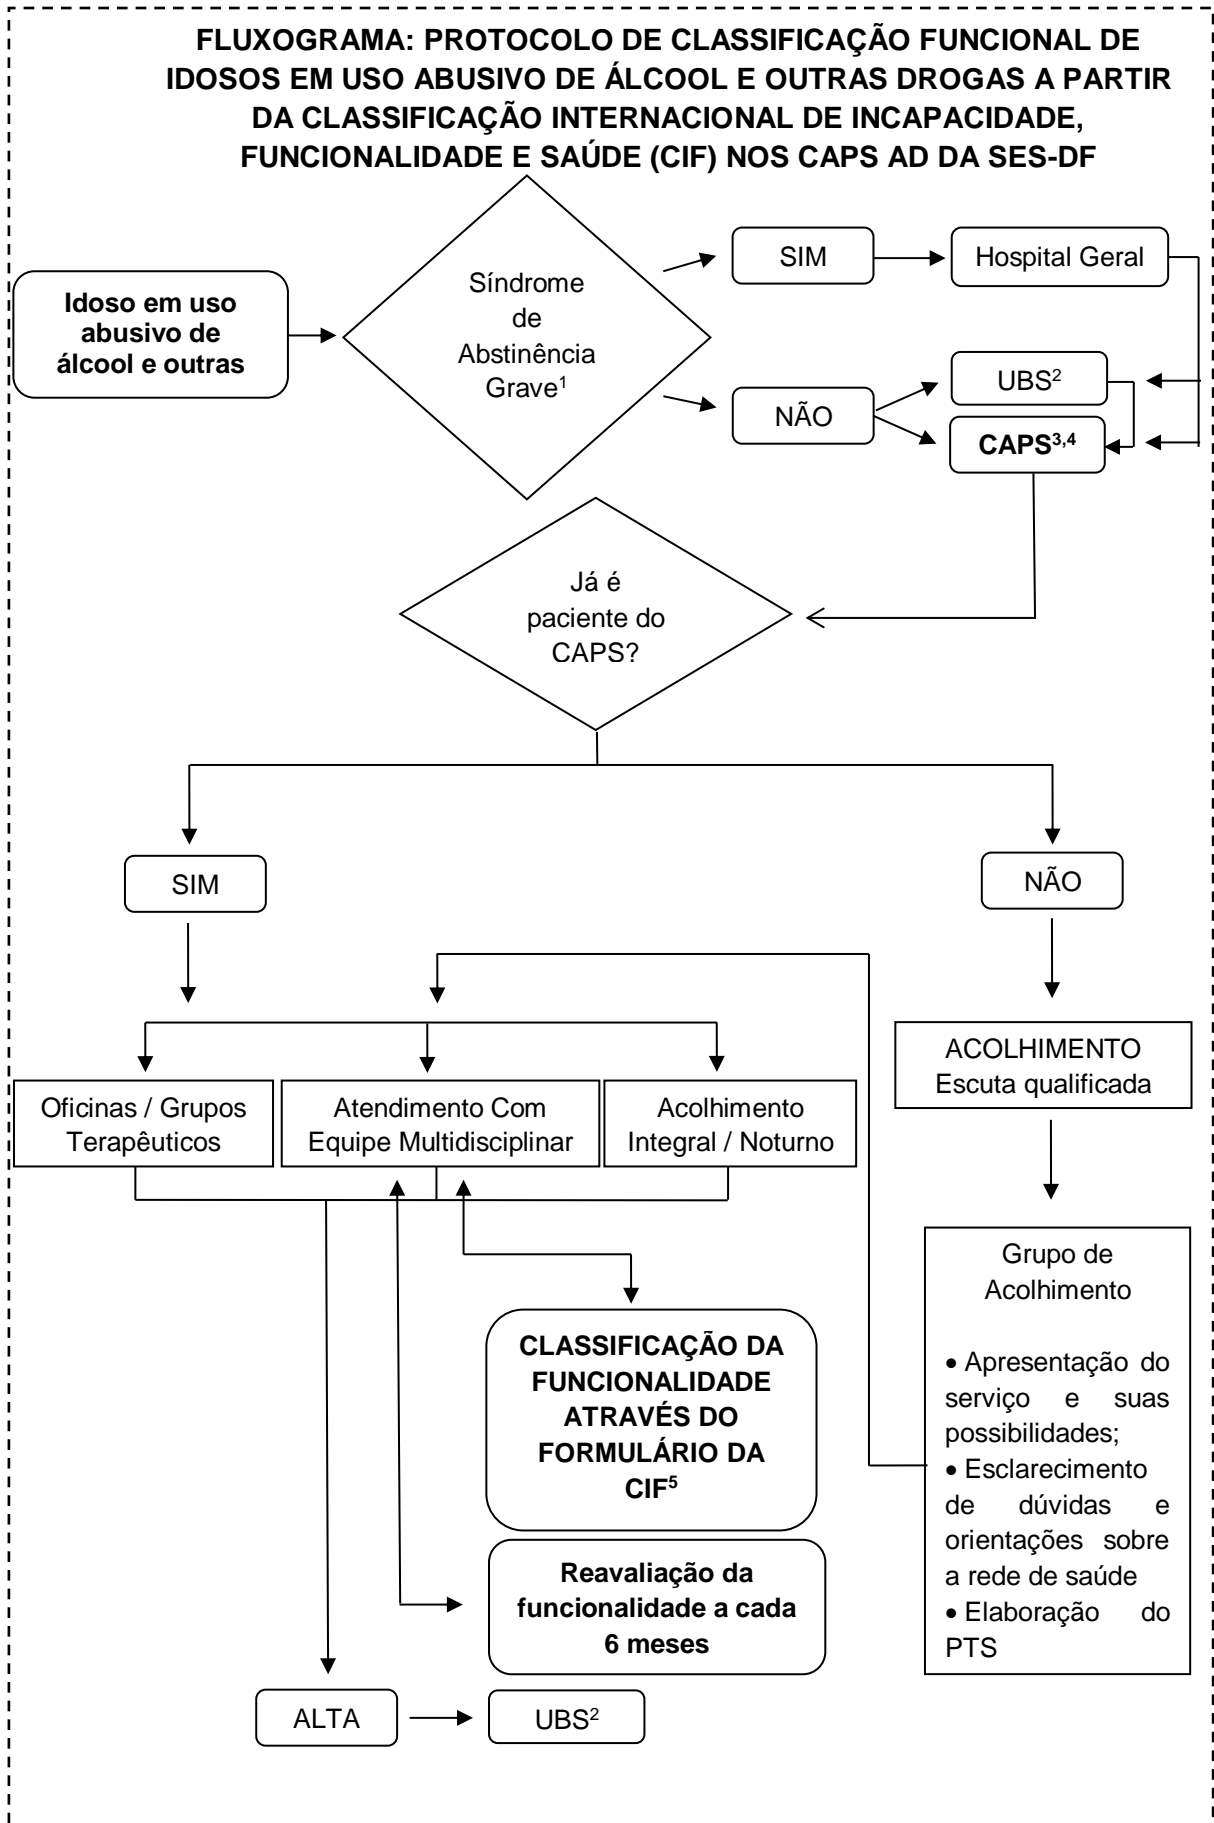 FLUXOGRAMA: PROTOCOLO DE CLASSIFICAÇÃO FUNCIONAL DE
IDOSOS EM USO ABUSIVO DE ÁLCOOL E OUTRAS DROGAS A PARTIR
DA CLASSIFICAÇÃO INTERNACIONAL DE INCAPACIDADE,
FUNCIONALIDADE E SAÚDE (CIF) NOS CAPS AD DA SES-DF
Idoso em uso
abusivo de
álcool e outras
Síndrome
de
Abstinência
Grave¹
SIM
Hospital Geral
NÃO
UBS²
CAPS³,⁴
Já é
paciente do
CAPS?
SIM
NÃO
Oficinas / Grupos
Terapêuticos
Atendimento Com
Equipe Multidisciplinar
Acolhimento
Integral / Noturno
ACOLHIMENTO
Escuta qualificada
Grupo de
Acolhimento
• Apresentação do
serviço e suas
possibilidades;
• Esclarecimento
de dúvidas e
orientações sobre
a rede de saúde
• Elaboração do
PTS
CLASSIFICAÇÃO DA
FUNCIONALIDADE
ATRAVÉS DO
FORMULÁRIO DA
CIF⁵
Reavaliação da
funcionalidade a cada
6 meses
ALTA
UBS²